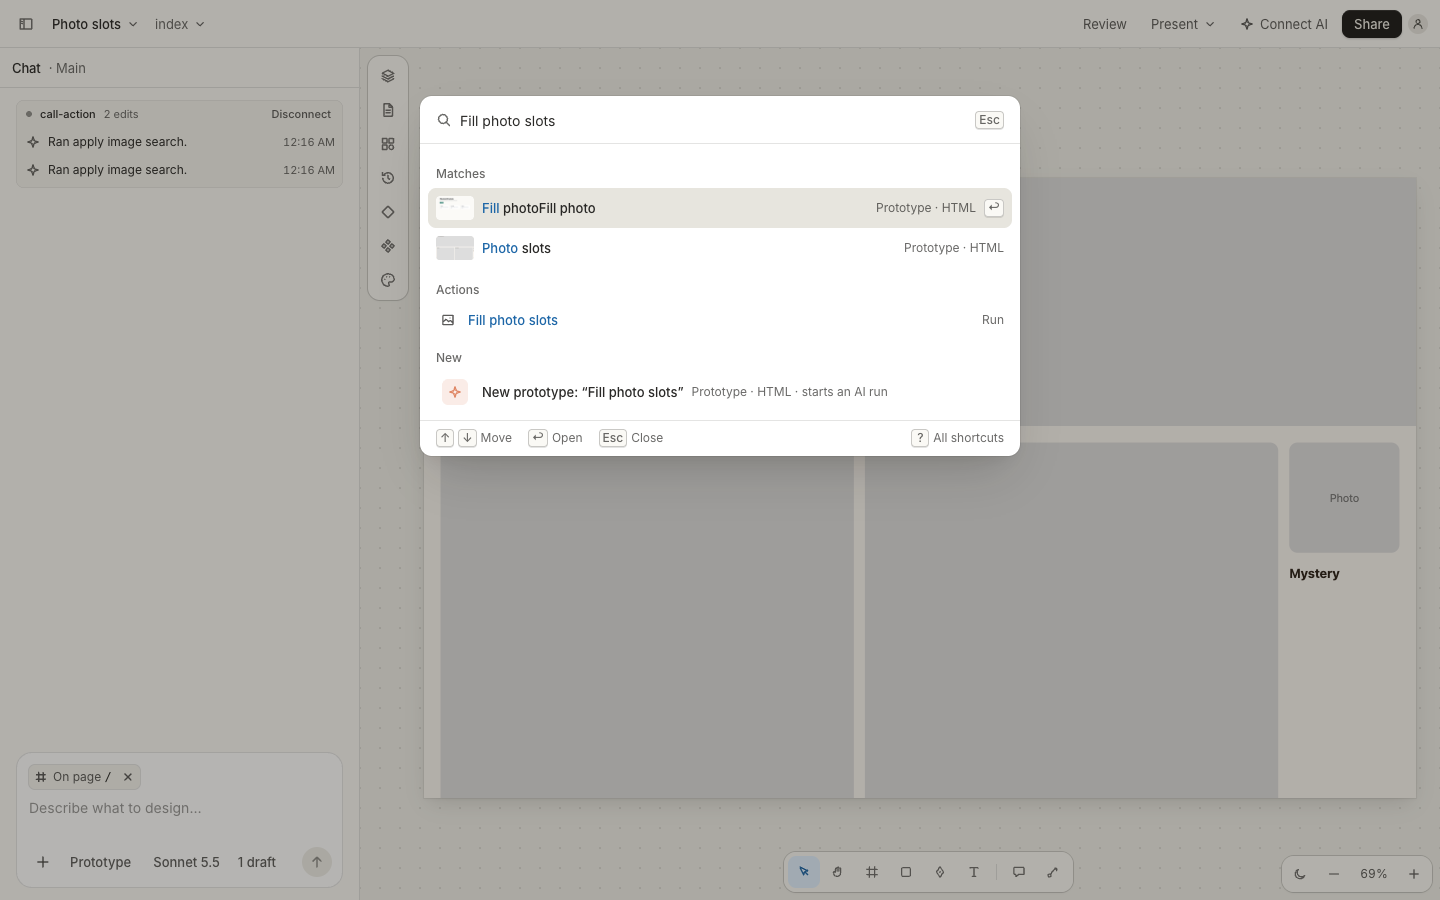 Photo slots index Review Present Connect AI Share
Chat · Main
call-action 2 edits Disconnect
Ran apply image search. 12:16 AM
Ran apply image search. 12:16 AM
Fill photo slots Esc
Matches
Fill photoFill photo Prototype · HTML
Photo slots Prototype · HTML
Actions
Fill photo slots Run
New
New prototype: “Fill photo slots” Prototype · HTML · starts an AI run
Move Open Esc Close ? All shortcuts
Photo
Mystery
On page /
Describe what to design...
Prototype Sonnet 5.5 1 draft
69%